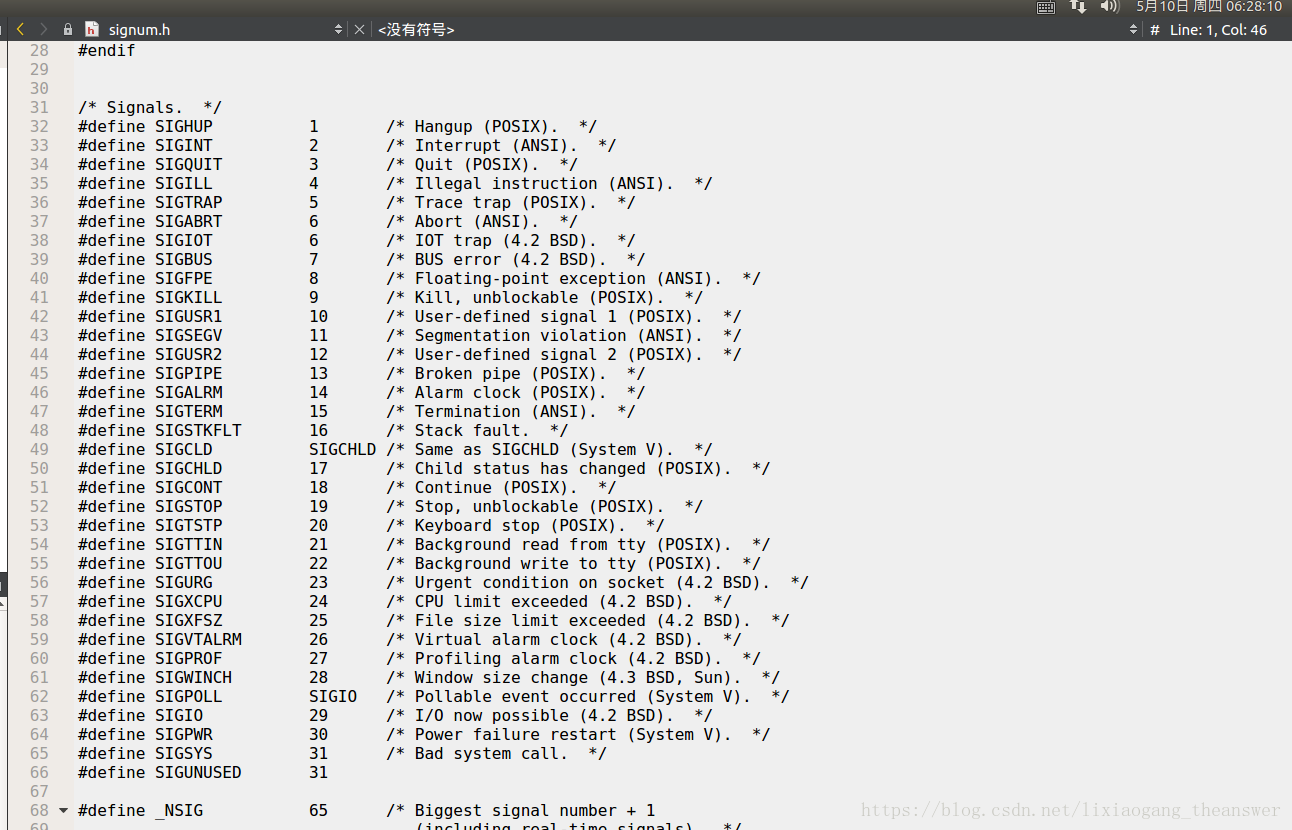 5月10日 周四 06:28:10
signum.h <没有符号> # Line: 1, Col: 46
28 #endif
29
30
31 /* Signals.  */
32 #define SIGHUP 1 /* Hangup (POSIX).  */
33 #define SIGINT 2 /* Interrupt (ANSI).  */
34 #define SIGQUIT 3 /* Quit (POSIX).  */
35 #define SIGILL 4 /* Illegal instruction (ANSI).  */
36 #define SIGTRAP 5 /* Trace trap (POSIX).  */
37 #define SIGABRT 6 /* Abort (ANSI).  */
38 #define SIGIOT 6 /* IOT trap (4.2 BSD).  */
39 #define SIGBUS 7 /* BUS error (4.2 BSD).  */
40 #define SIGFPE 8 /* Floating-point exception (ANSI).  */
41 #define SIGKILL 9 /* Kill, unblockable (POSIX).  */
42 #define SIGUSR1 10 /* User-defined signal 1 (POSIX).  */
43 #define SIGSEGV 11 /* Segmentation violation (ANSI).  */
44 #define SIGUSR2 12 /* User-defined signal 2 (POSIX).  */
45 #define SIGPIPE 13 /* Broken pipe (POSIX).  */
46 #define SIGALRM 14 /* Alarm clock (POSIX).  */
47 #define SIGTERM 15 /* Termination (ANSI).  */
48 #define SIGSTKFLT 16 /* Stack fault.  */
49 #define SIGCLD SIGCHLD /* Same as SIGCHLD (System V).  */
50 #define SIGCHLD 17 /* Child status has changed (POSIX).  */
51 #define SIGCONT 18 /* Continue (POSIX).  */
52 #define SIGSTOP 19 /* Stop, unblockable (POSIX).  */
53 #define SIGTSTP 20 /* Keyboard stop (POSIX).  */
54 #define SIGTTIN 21 /* Background read from tty (POSIX).  */
55 #define SIGTTOU 22 /* Background write to tty (POSIX).  */
56 #define SIGURG 23 /* Urgent condition on socket (4.2 BSD).  */
57 #define SIGXCPU 24 /* CPU limit exceeded (4.2 BSD).  */
58 #define SIGXFSZ 25 /* File size limit exceeded (4.2 BSD).  */
59 #define SIGVTALRM 26 /* Virtual alarm clock (4.2 BSD).  */
60 #define SIGPROF 27 /* Profiling alarm clock (4.2 BSD).  */
61 #define SIGWINCH 28 /* Window size change (4.3 BSD, Sun).  */
62 #define SIGPOLL SIGIO /* Pollable event occurred (System V).  */
63 #define SIGIO 29 /* I/O now possible (4.2 BSD).  */
64 #define SIGPWR 30 /* Power failure restart (System V).  */
65 #define SIGSYS 31 /* Bad system call.  */
66 #define SIGUNUSED 31
67
68 #define _NSIG 65 /* Biggest signal number + 1
https://blog.csdn.net/lixiaogang_theanswer
69 (including real-time signals).  */